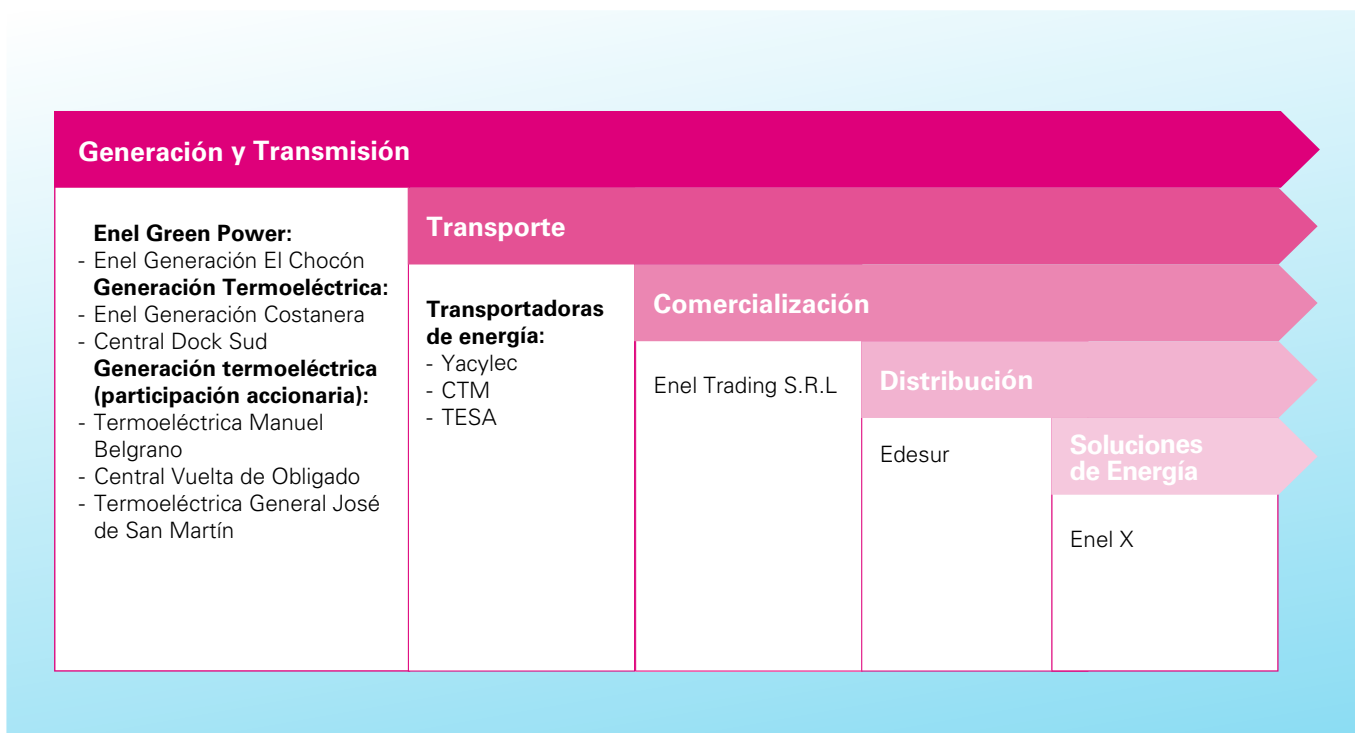 Generación y Transmisión
Enel Green Power:
- Enel Generación El Chocón
Generación Termoeléctrica:
- Enel Generación Costanera
- Central Dock Sud
Generación termoeléctrica
(participación accionaria):
- Termoeléctrica Manuel
Belgrano
- Central Vuelta de Obligado
- Termoeléctrica General José
de San Martín
Transporte
Transportadoras
de energía:
- Yacylec
- CTM
- TESA
Comercialización
Enel Trading S.R.L
Distribución
Edesur
Soluciones
de Energía
Enel X